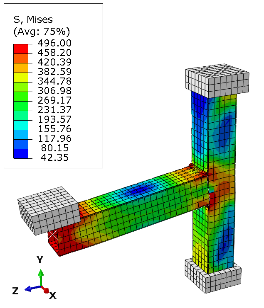 S, Mises
(Avg: 75%)
496.00
458.20
420.39
382.59
344.78
306.98
269.17
231.37
193.57
155.76
117.96
80.15
42.35
Y
Z
X